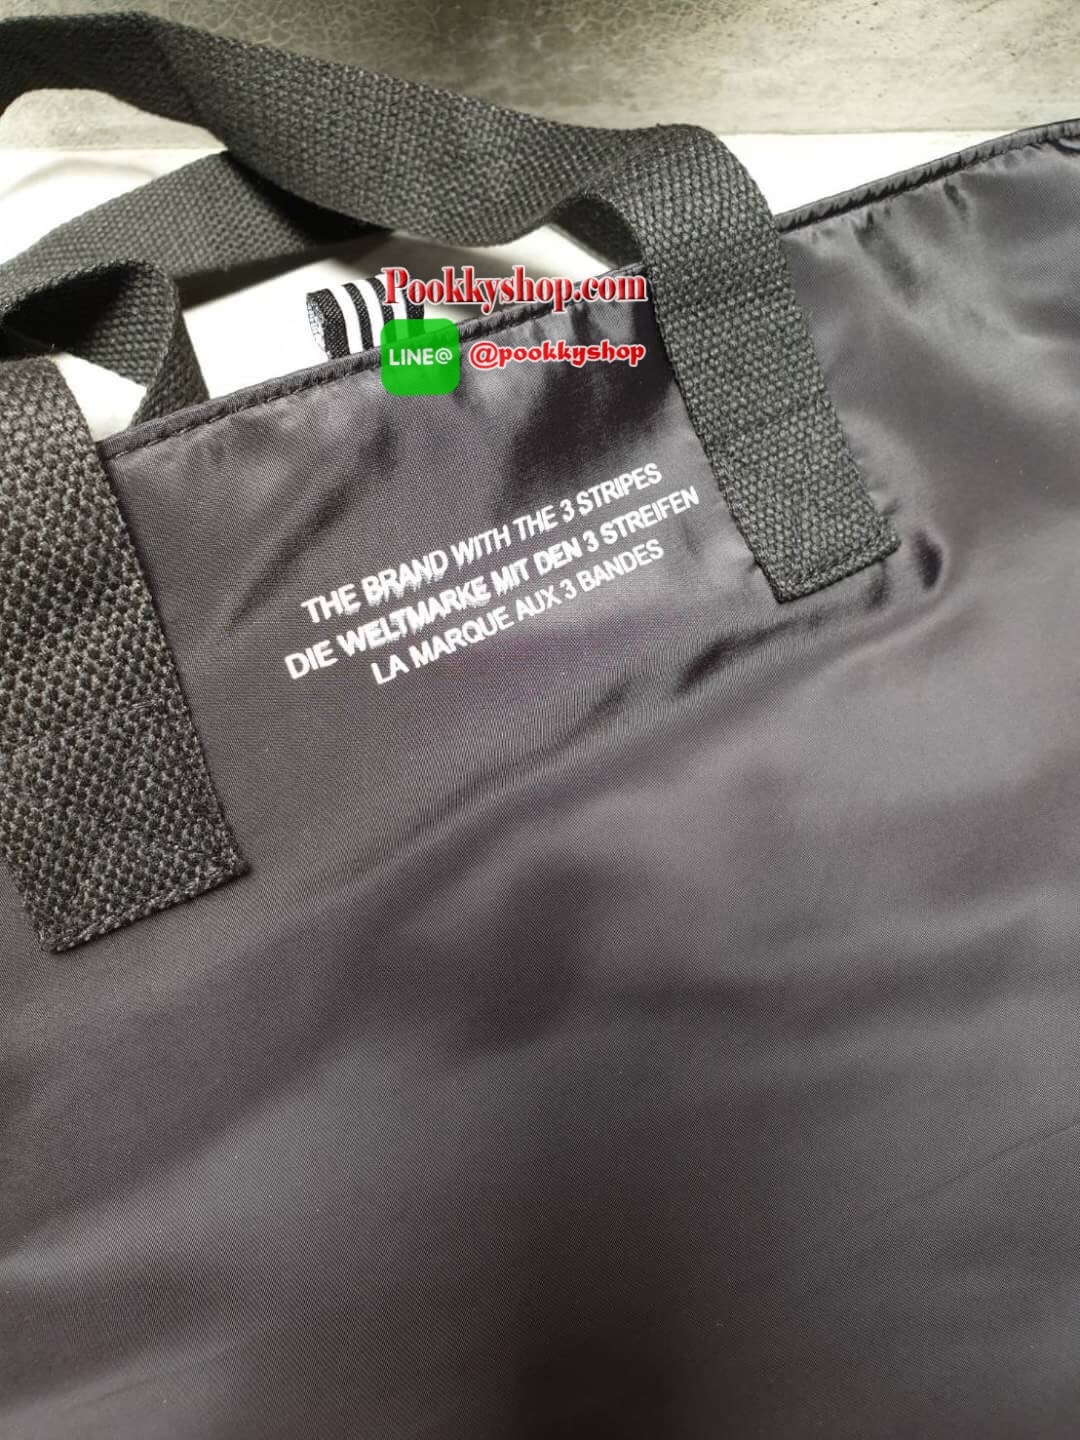 Pookkyshop.com
LINE@ @pookkyshop
THE BRAND WITH THE 3 STRIPES
DIE WELTMARKE MIT DEN 3 STREIFEN
LA MARQUE AUX 3 BANDES